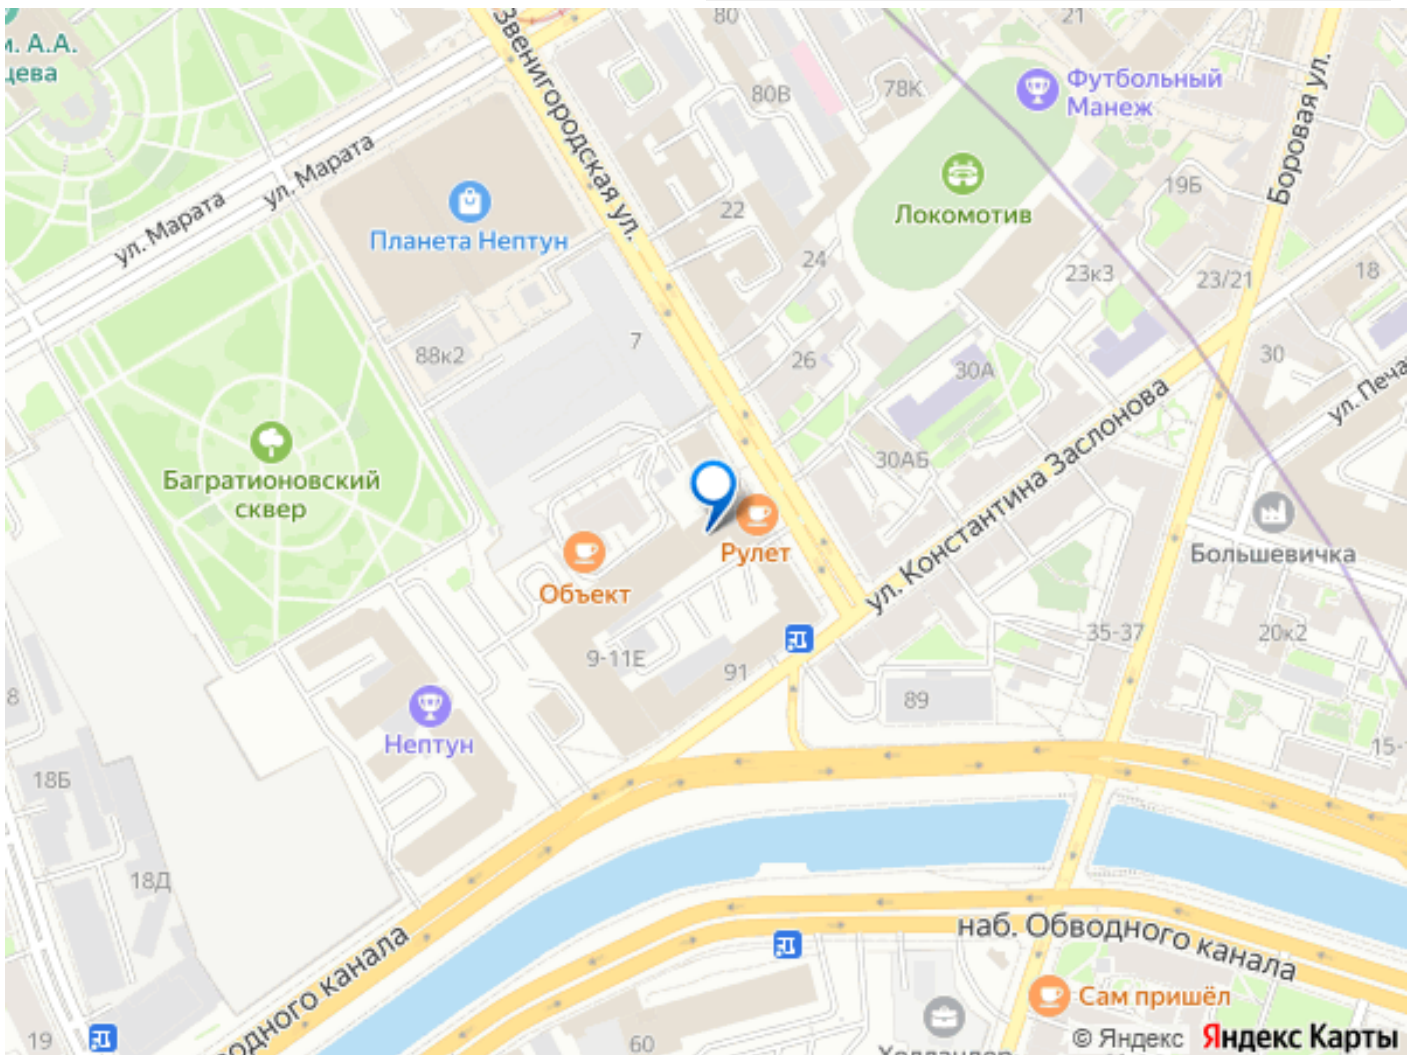 80
21
м. А.А.
цева
Звенигородская ул.
80В
78К
Футбольный
Манеж
Боровая ул.
ул. Марата
ул. Марата
19Б
22
Локомотив
Планета Нептун
24
23к3
23/21
18
7
88к2
26
30А
30
ул. Печа
Багратионовский
сквер
30АБ
ул. Константина Заслонова
Рулет
Большевичка
Объект
9-11Е
91
35-37
20к2
89
8
Нептун
15-1
18Б
18Д
наб. Обводного канала
одного канала
Сам пришёл
19
60
Холландер
© Яндекс Яндекс Карты